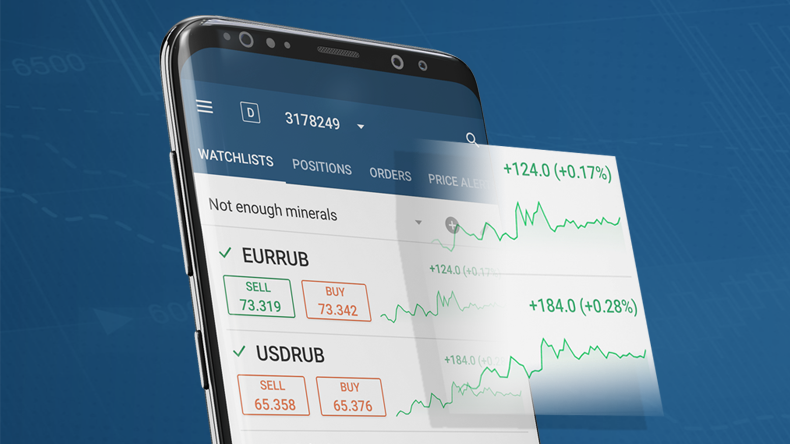 6500
D
3178249
WATCHLISTS POSITIONS ORDERS PRICE
Not enough minerals
EURRUB
SELL BUY
73.319 73.342
+124.0 (+0.17%)
+124.0 (+0.17%
USDRUB
SELL BUY
65.358 65.376
+184.0 (+0.28%)
+184.0 (+0.2